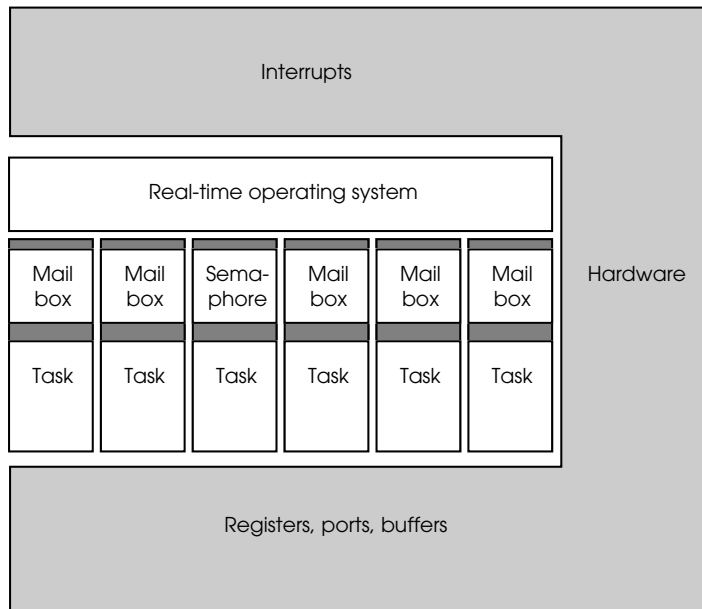 Interrupts
Real-time operating system
Mail
box
Mail
box
Sema-
phore
Mail
box
Mail
box
Mail
box
Hardware
Task
Task
Task
Task
Task
Task
Registers, ports, buffers